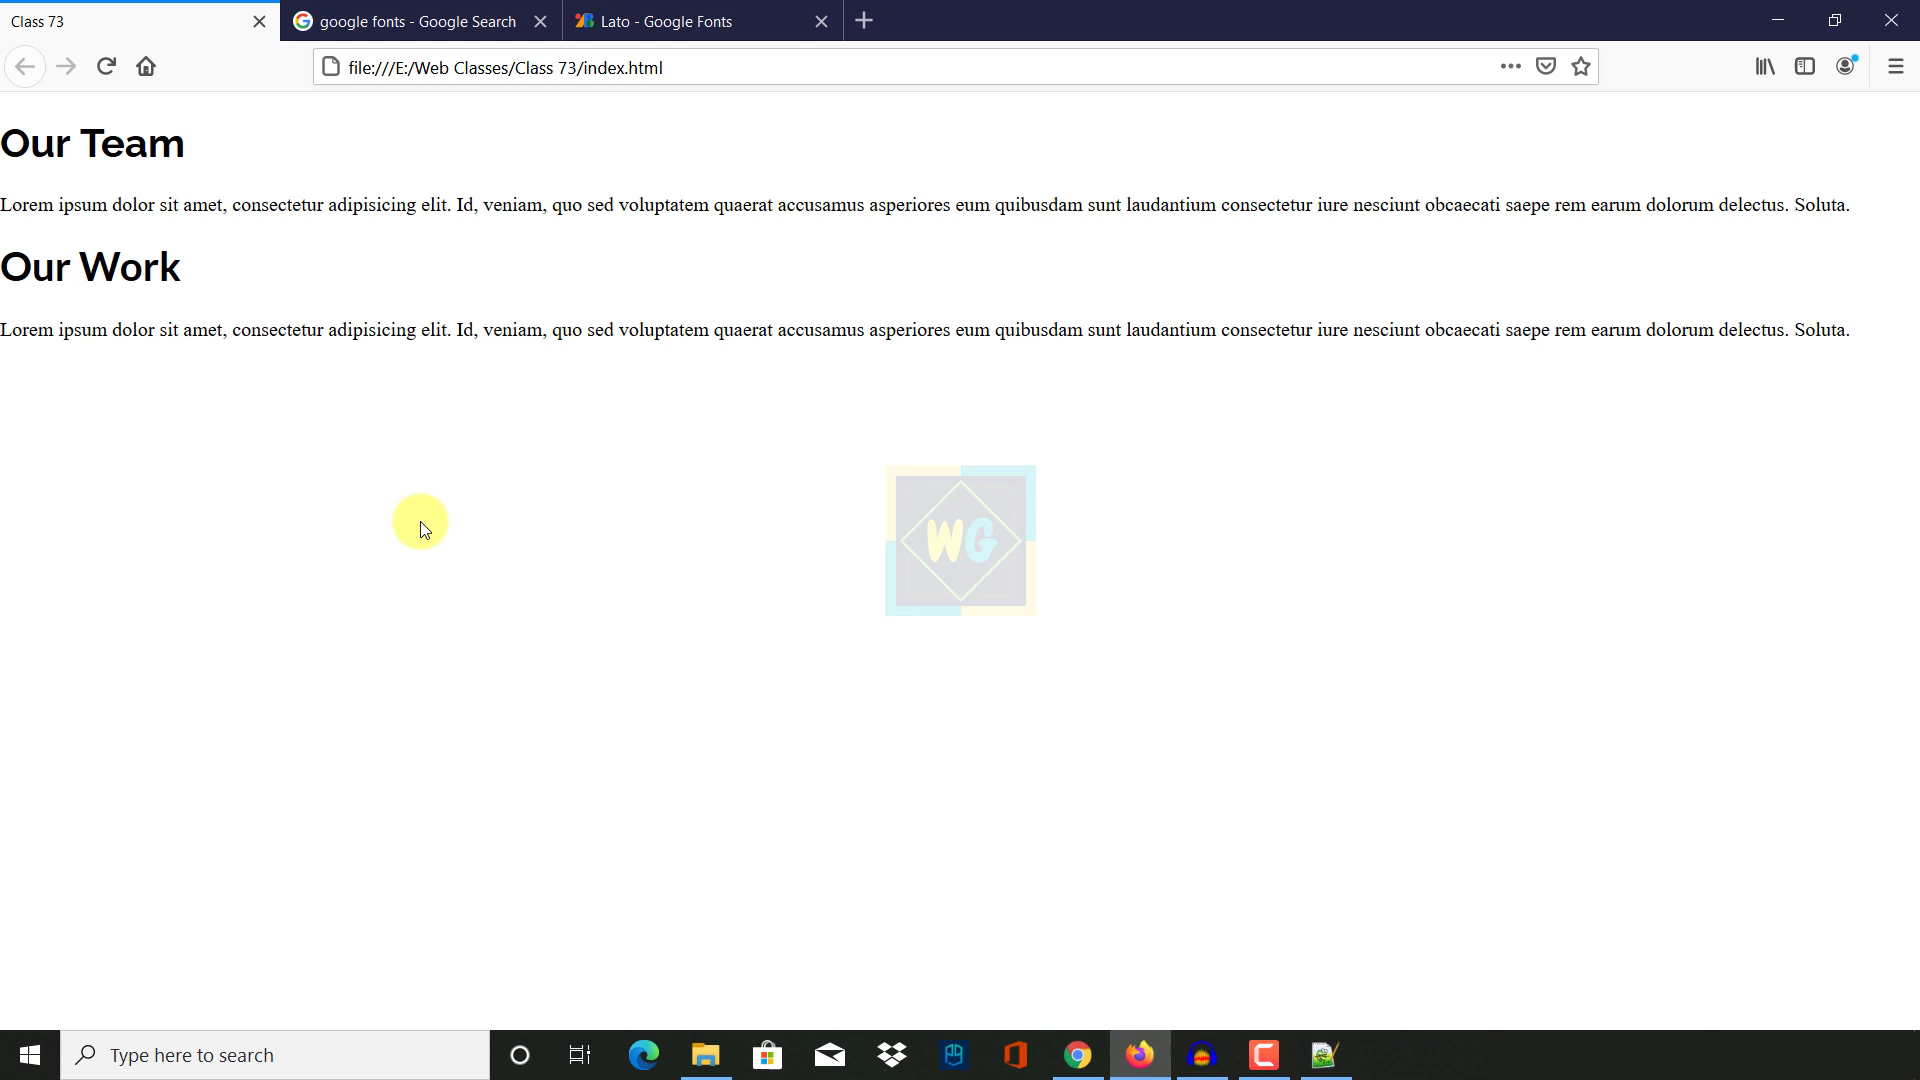 Class 73
google fonts - Google Search
Lato - Google Fonts
file:///E:/Web Classes/Class 73/index.html
Our Team
Lorem ipsum dolor sit amet, consectetur adipisicing elit. Id, veniam, quo sed voluptatem quaerat accusamus asperiores eum quibusdam sunt laudantium consectetur iure nesciunt obcaecati saepe rem earum dolorum delectus. Soluta.
Our Work
Lorem ipsum dolor sit amet, consectetur adipisicing elit. Id, veniam, quo sed voluptatem quaerat accusamus asperiores eum quibusdam sunt laudantium consectetur iure nesciunt obcaecati saepe rem earum dolorum delectus. Soluta.
WG
Type here to search